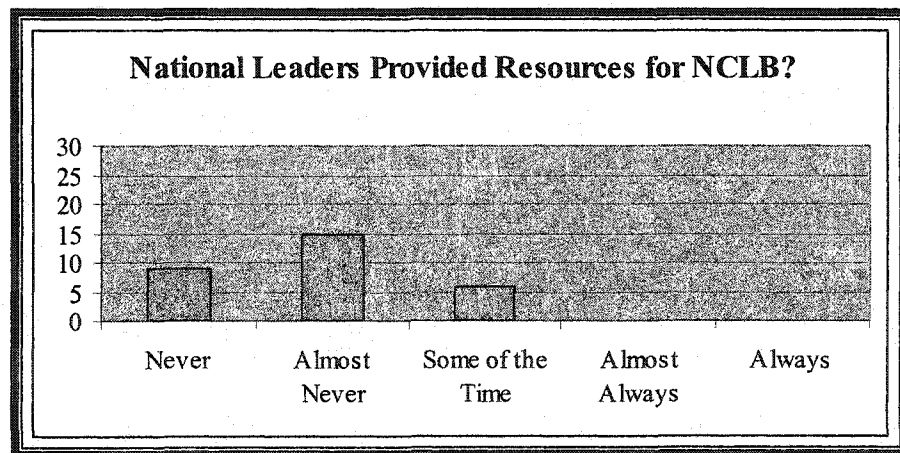 National Leaders Provided Resources for NCLB?
30
25
20
15
10
5
0
Never
Almost
Never
Some of the
Time
Almost
Always
Always